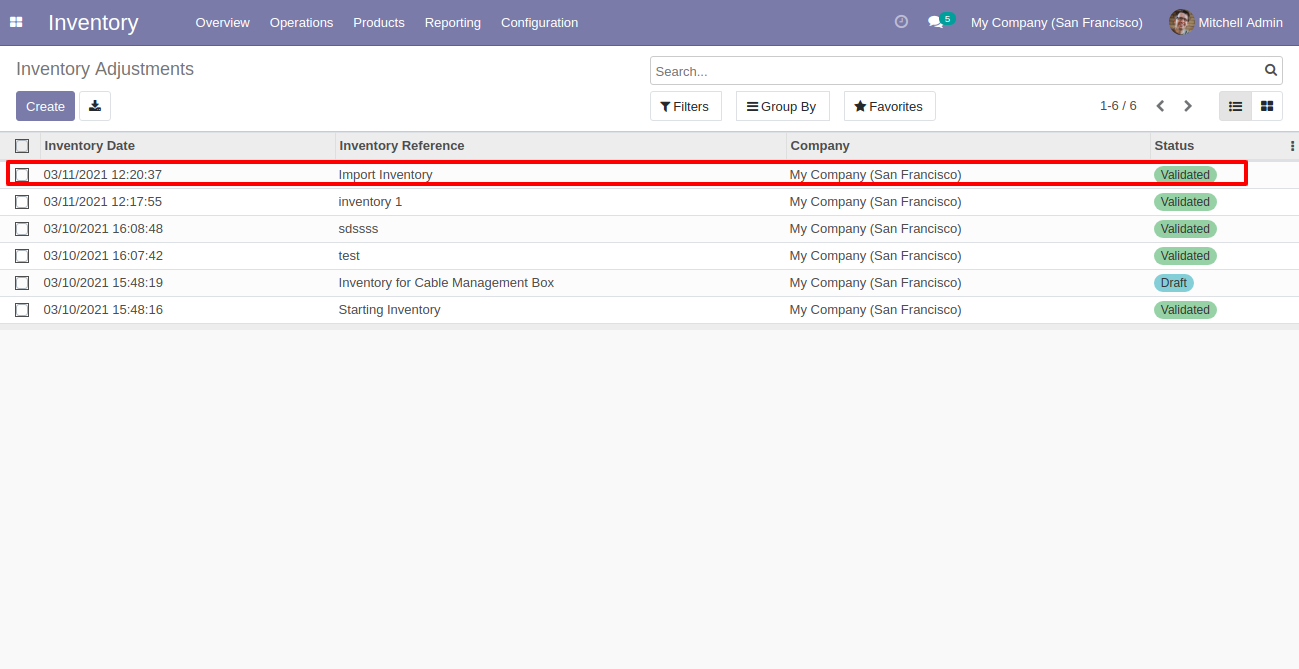 Inventory Overview Operations Products Reporting Configuration 5 My Company (San Francisco) Mitchell Admin
Inventory Adjustments
Search...
Create Filters Group By Favorites 1-6 / 6
Inventory Date Inventory Reference Company Status
03/11/2021 12:20:37 Import Inventory My Company (San Francisco) Validated
03/11/2021 12:17:55 inventory 1 My Company (San Francisco) Validated
03/10/2021 16:08:48 sdssss My Company (San Francisco) Validated
03/10/2021 16:07:42 test My Company (San Francisco) Validated
03/10/2021 15:48:19 Inventory for Cable Management Box My Company (San Francisco) Draft
03/10/2021 15:48:16 Starting Inventory My Company (San Francisco) Validated